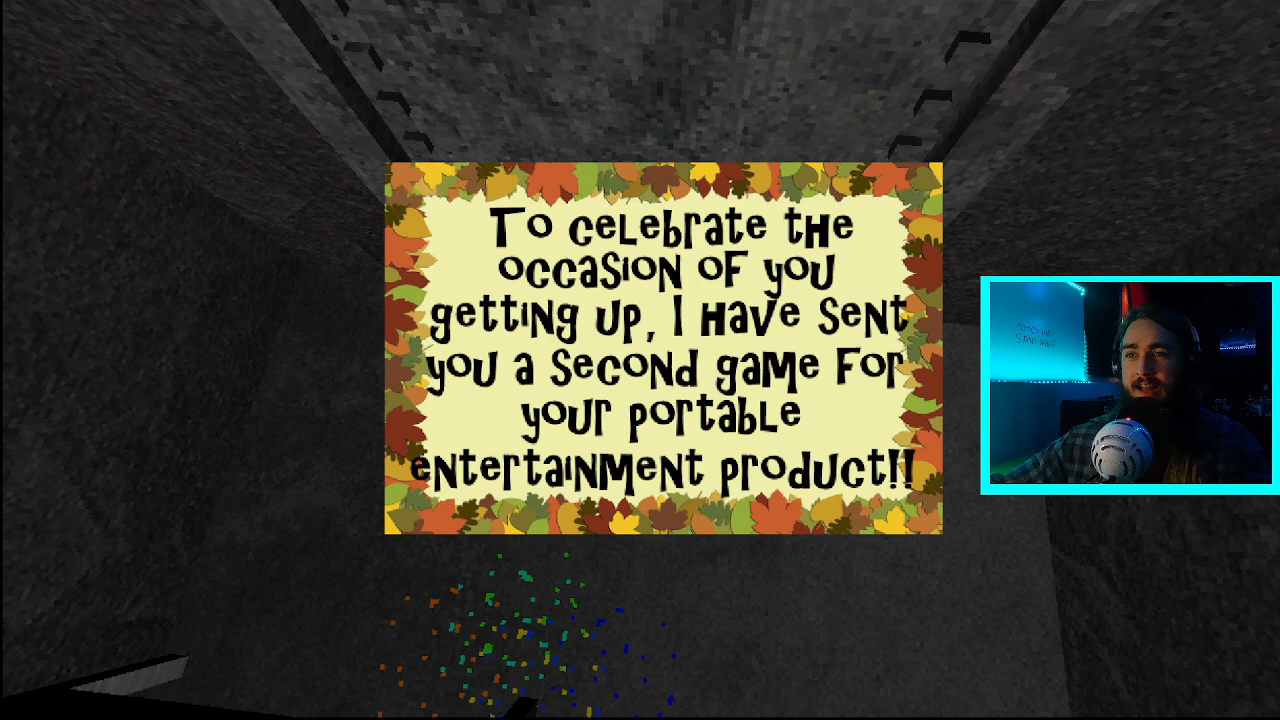 To celebrate the
occasion of you
getting up, I have sent
you a second game for
your portable
entertainment product!!